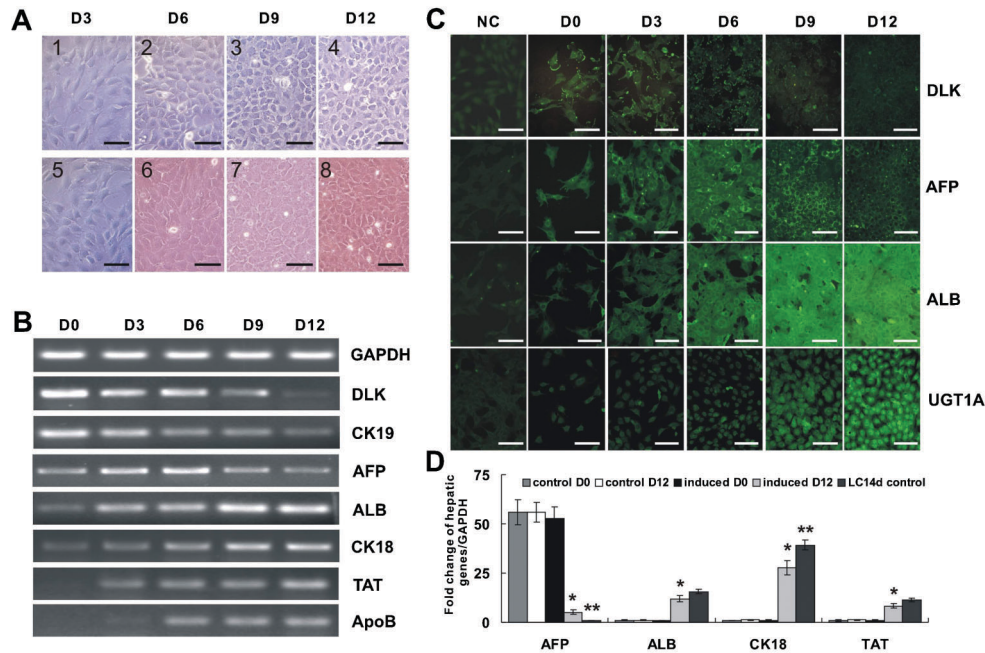 A
D3 D6 D9 D12
1 2 3 4
5 6 7 8
B
D0 D3 D6 D9 D12
GAPDH
DLK
CK19
AFP
ALB
CK18
TAT
ApoB
C
NC D0 D3 D6 D9 D12
DLK
AFP
ALB
UGT1A
D
Fold change of hepatic
genes/GAPDH
75
50
25
0
control D0 control D12 induced D0 induced D12 LC14d control
* ** * * ** *
AFP ALB CK18 TAT